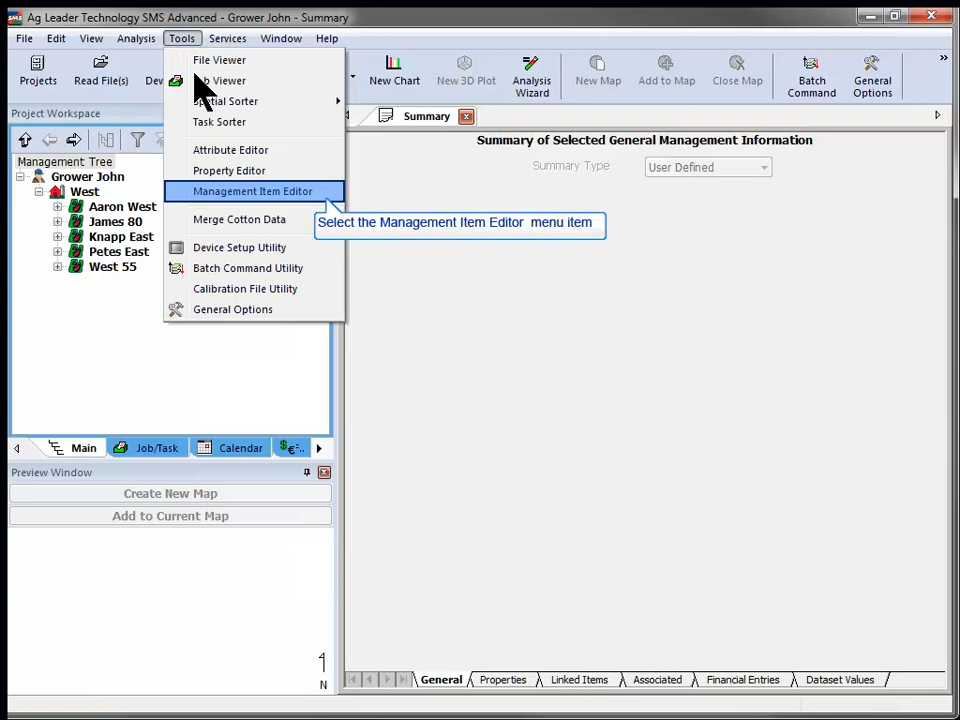 Ag Leader Technology SMS Advanced - Grower John - Summary
File Edit View Analysis Tools Services Window Help
Projects Read File(s) New Chart New 3D Plot Analysis Wizard New Map Add to Map Close Map Batch Command General Options »
File Viewer
Viewer
Sorter
Task Sorter
Attribute Editor
Property Editor
Management Item Editor
Merge Cotton Data
Device Setup Utility
Batch Command Utility
Calibration File Utility
General Options
Select the Management Item Editor menu item
Project Workspace
Management Tree
Grower John
West
Aaron West
James 80
Knapp East
Petes East
West 55
Main Job/Task Calendar
Preview Window
Create New Map
Add to Current Map
N
Summary
Summary of Selected General Management Information
Summary Type User Defined
General Properties Linked Items Associated Financial Entries Dataset Values